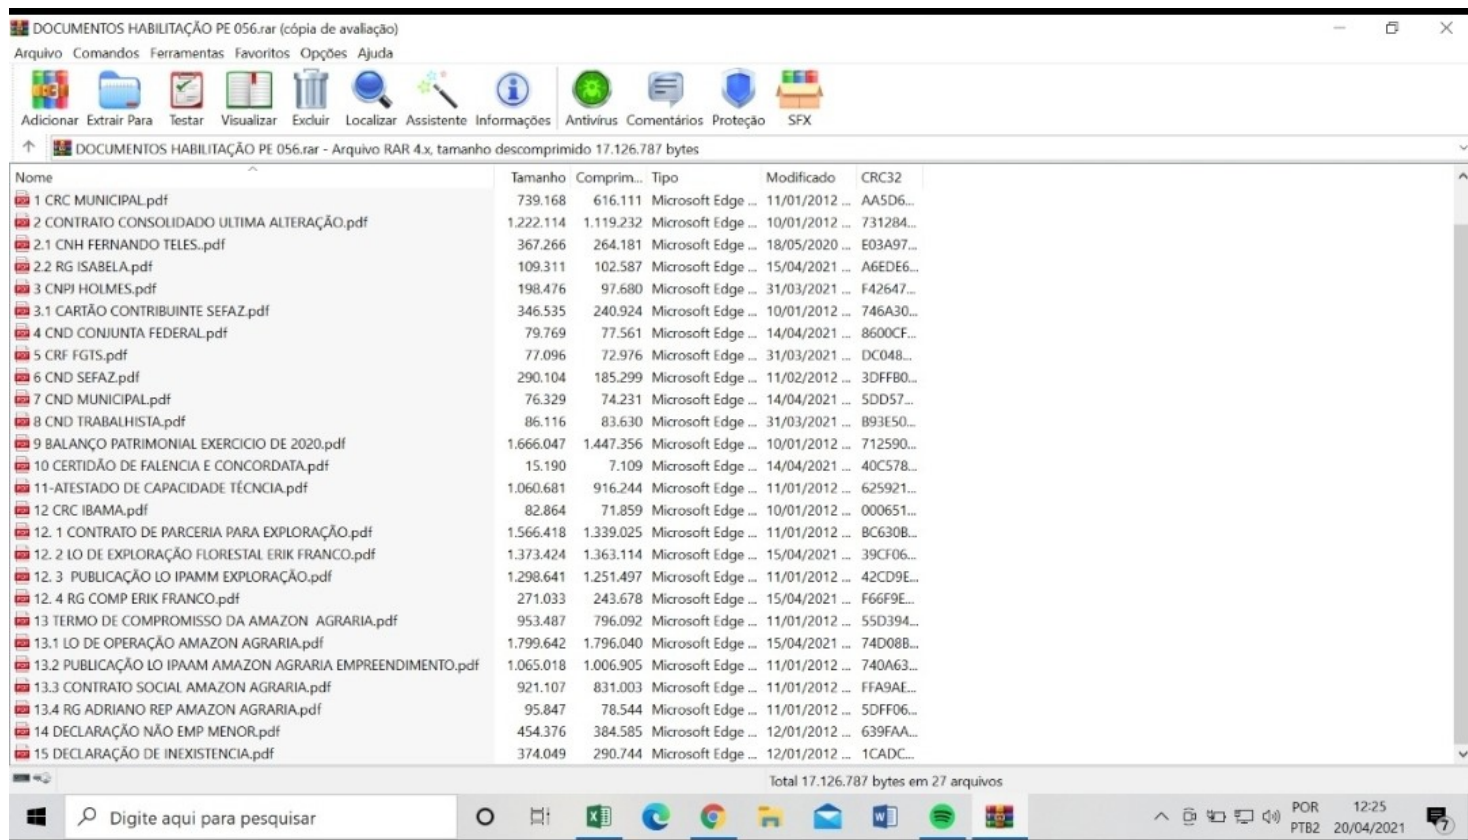 DOCUMENTOS HABILITAÇÃO PE 056.rar (cópia de avaliação)
Arquivo Comandos Ferramentas Favoritos Opções Ajuda
Adicionar Extrair Para Testar Visualizar Excluir Localizar Assistente Informações Antivírus Comentários Proteção SFX
DOCUMENTOS HABILITAÇÃO PE 056.rar - Arquivo RAR 4.x, tamanho descomprimido 17.126.787 bytes
Nome Tamanho Comprim... Tipo Modificado CRC32
1 CRC MUNICIPAL.pdf 739.168 616.111 Microsoft Edge ... 11/01/2012 ... AA5D6...
2 CONTRATO CONSOLIDADO ULTIMA ALTERAÇÃO.pdf 1.222.114 1.119.232 Microsoft Edge ... 10/01/2012 ... 731284...
2.1 CNH FERNANDO TELES..pdf 367.266 264.181 Microsoft Edge ... 18/05/2020 ... E03A97...
2.2 RG ISABELA.pdf 109.311 102.587 Microsoft Edge ... 15/04/2021 ... A6EDE6...
3 CNPJ HOLMES.pdf 198.476 97.680 Microsoft Edge ... 31/03/2021 ... F42647...
3.1 CARTÃO CONTRIBUINTE SEFAZ.pdf 346.535 240.924 Microsoft Edge ... 10/01/2012 ... 746A30...
4 CND CONJUNTA FEDERAL.pdf 79.769 77.561 Microsoft Edge ... 14/04/2021 ... 8600CF...
5 CRF FGTS.pdf 77.096 72.976 Microsoft Edge ... 31/03/2021 ... DC048...
6 CND SEFAZ.pdf 290.104 185.299 Microsoft Edge ... 11/02/2012 ... 3DFFB0...
7 CND MUNICIPAL.pdf 76.329 74.231 Microsoft Edge ... 14/04/2021 ... 5DD57...
8 CND TRABALHISTA.pdf 86.116 83.630 Microsoft Edge ... 31/03/2021 ... B93E50...
9 BALANÇO PATRIMONIAL EXERCICIO DE 2020.pdf 1.666.047 1.447.356 Microsoft Edge ... 10/01/2012 ... 712590...
10 CERTIDÃO DE FALENCIA E CONCORDATA.pdf 15.190 7.109 Microsoft Edge ... 14/04/2021 ... 40C578...
11-ATESTADO DE CAPACIDADE TÉCNCIA.pdf 1.060.681 916.244 Microsoft Edge ... 11/01/2012 ... 625921...
12 CRC IBAMA.pdf 82.864 71.859 Microsoft Edge ... 10/01/2012 ... 000651...
12. 1 CONTRATO DE PARCERIA PARA EXPLORAÇÃO.pdf 1.566.418 1.339.025 Microsoft Edge ... 11/01/2012 ... BC630B...
12. 2 LO DE EXPLORAÇÃO FLORESTAL ERIK FRANCO.pdf 1.373.424 1.363.114 Microsoft Edge ... 15/04/2021 ... 39CF06...
12. 3 PUBLICAÇÃO LO IPAMM EXPLORAÇÃO.pdf 1.298.641 1.251.497 Microsoft Edge ... 11/01/2012 ... 42CD9E...
12. 4 RG COMP ERIK FRANCO.pdf 271.033 243.678 Microsoft Edge ... 15/04/2021 ... F66F9E...
13 TERMO DE COMPROMISSO DA AMAZON AGRARIA.pdf 953.487 796.092 Microsoft Edge ... 11/01/2012 ... 55D394...
13.1 LO DE OPERAÇÃO AMAZON AGRARIA.pdf 1.799.642 1.796.040 Microsoft Edge ... 15/04/2021 ... 74D08B...
13.2 PUBLICAÇÃO LO IPAAM AMAZON AGRARIA EMPREENDIMENTO.pdf 1.065.018 1.006.905 Microsoft Edge ... 11/01/2012 ... 740A63...
13.3 CONTRATO SOCIAL AMAZON AGRARIA.pdf 921.107 831.003 Microsoft Edge ... 11/01/2012 ... FFA9AE...
13.4 RG ADRIANO REP AMAZON AGRARIA.pdf 95.847 78.544 Microsoft Edge ... 11/01/2012 ... 5DFF06...
14 DECLARAÇÃO NÃO EMP MENOR.pdf 454.376 384.585 Microsoft Edge ... 12/01/2012 ... 639FAA...
15 DECLARAÇÃO DE INEXISTENCIA.pdf 374.049 290.744 Microsoft Edge ... 12/01/2012 ... 1CADC...
Total 17.126.787 bytes em 27 arquivos
Digite aqui para pesquisar POR 12:25
PTB2 20/04/2021 7